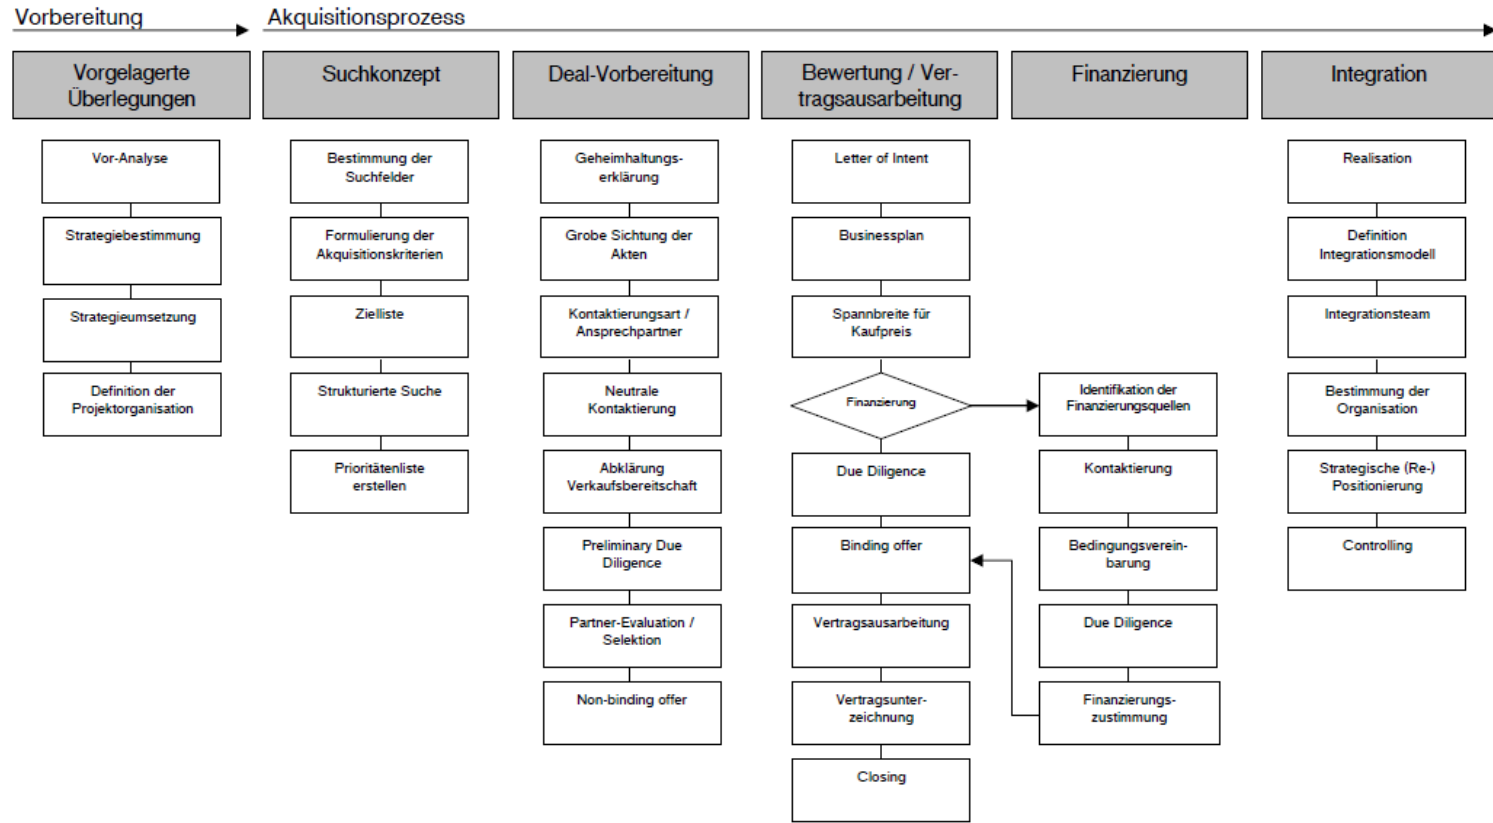 Vorbereitung
Akquisitionsprozess
Vorgelagerte
Überlegungen
Suchkonzept
Deal-Vorbereitung
Bewertung / Ver-
tragsausarbeitung
Finanzierung
Integration
Vor-Analyse
Strategiebestimmung
Strategieumsetzung
Definition der
Projektorganisation
Bestimmung der
Suchfelder
Formulierung der
Akquisitionskriterien
Zielliste
Strukturierte Suche
Prioritätenliste
erstellen
Geheimhaltungs-
erklärung
Grobe Sichtung der
Akten
Kontaktierungsart /
Ansprechpartner
Neutrale
Kontaktierung
Abklärung
Verkaufsbereitschaft
Preliminary Due
Diligence
Partner-Evaluation /
Selektion
Non-binding offer
Letter of Intent
Businessplan
Spannbreite für
Kaufpreis
Finanzierung
Due Diligence
Binding offer
Vertragsausarbeitung
Vertragsunter-
zeichnung
Closing
Identifikation der
Finanzierungsquellen
Kontaktierung
Bedingungsverein-
barung
Due Diligence
Finanzierungs-
zustimmung
Realisation
Definition
Integrationsmodell
Integrationsteam
Bestimmung der
Organisation
Strategische (Re-)
Positionierung
Controlling